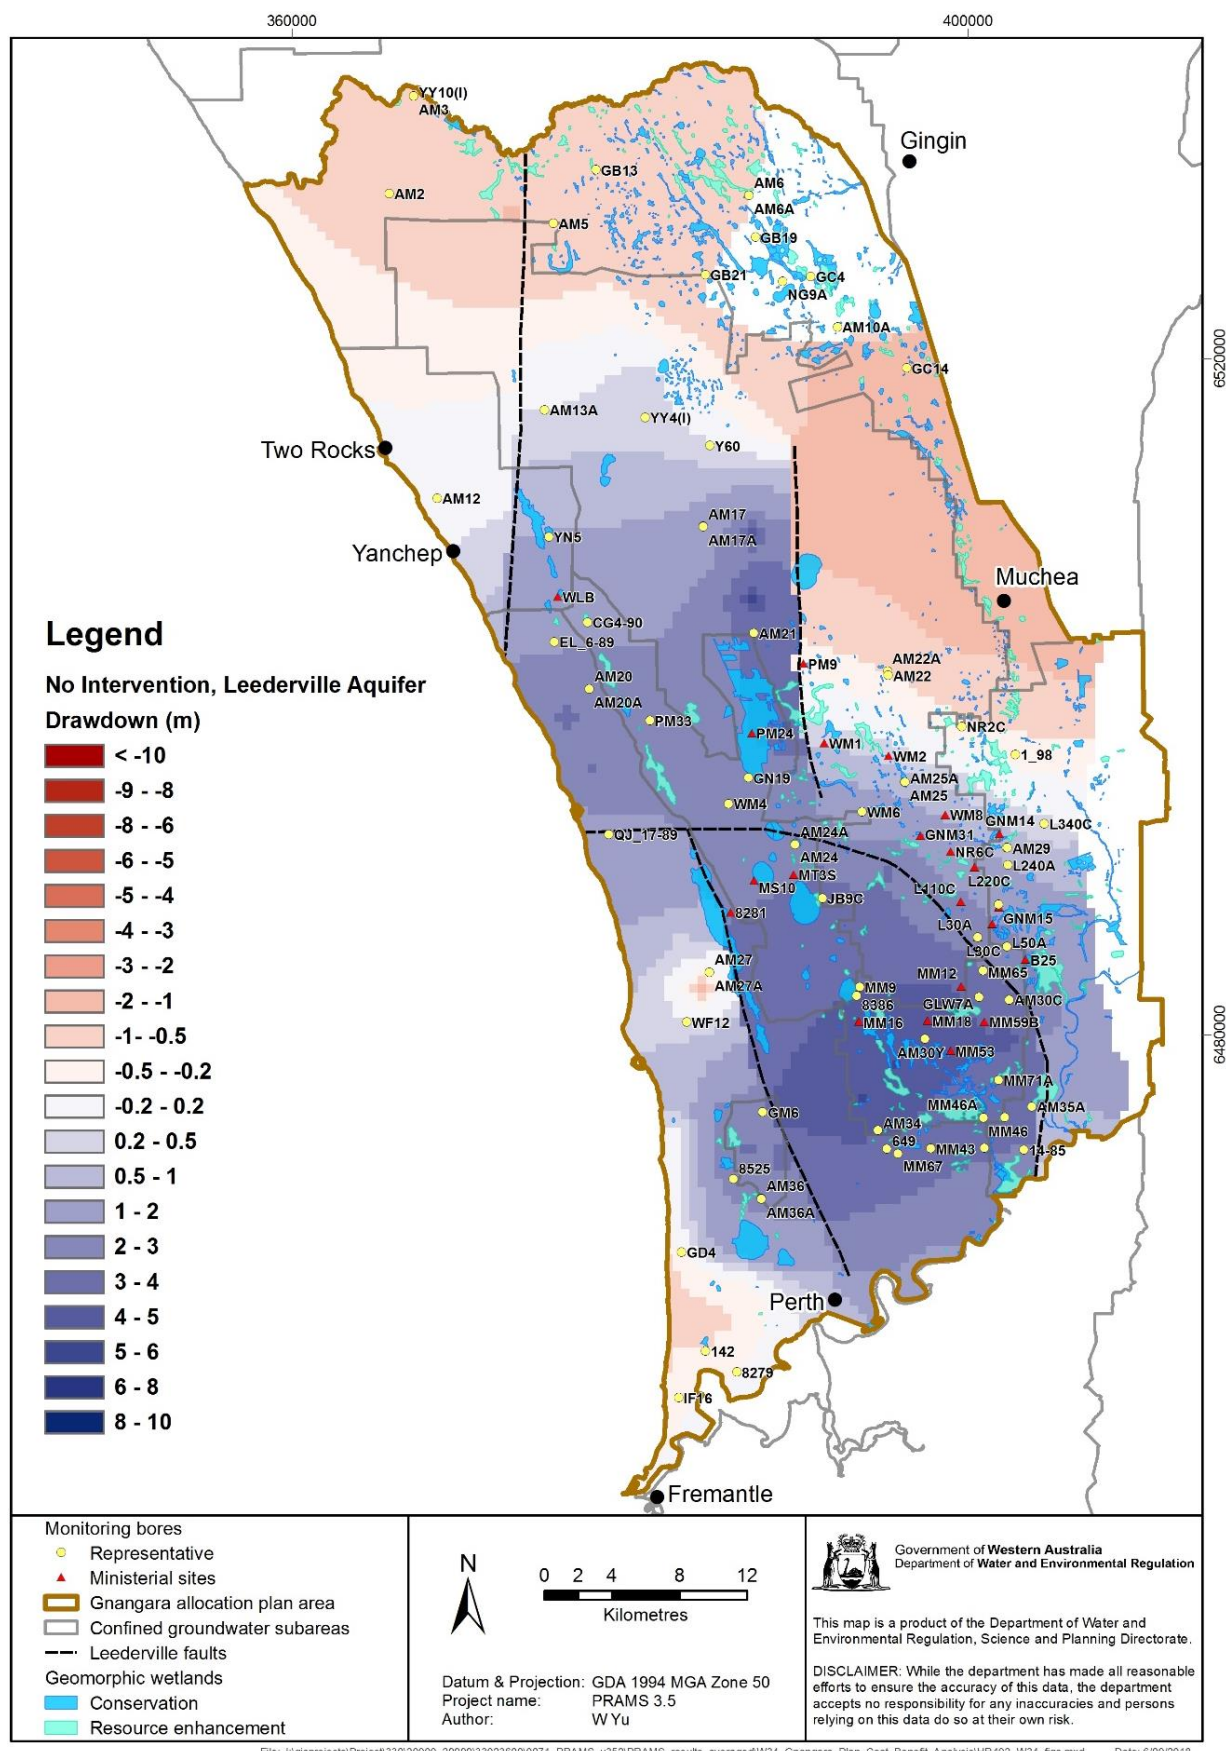 360000
400000
YY10(I)
AM3
Gingin
GB13
AM2
AM6
AM6A
AM5
GB19
GB21
GC4
NG9A
AM10A
6520000
GC14
AM13A
YY4(I)
Two Rocks
Y60
AM12
AM17
AM17A
YN5
Yanchep
Muchea
WLB
CG4-90
AM21
EL_6-89
PM9
AM22A
AM22
AM20
AM20A
PM33
NR2C
PM24
WM1
WM2
1_98
GN19
AM25A
AM25
WM4
WM6
WM8
GNM14
L340C
QJ_17-89
AM24A
GNM31
AM24
NR6C
AM29
L240A
MT3S
L220C
MS10
L110C
JB9C
8281
GNM15
L30A
L50A
L90C
B25
AM27
MM12
MM65
AM27A
MM9
8386
GLW7A
AM30C
WF12
MM16
MM18
MM59B
6480000
AM30Y
MM53
MM71A
MM46A
AM35A
GM6
MM46
AM34
649
MM43
14-85
MM67
8525
AM36
AM36A
GD4
Perth
142
8279
IF16
Fremantle
Legend
No Intervention, Leederville Aquifer
Drawdown (m)
< -10
-9 - -8
-8 - -6
-6 - -5
-5 - -4
-4 - -3
-3 - -2
-2 - -1
-1- -0.5
-0.5 - -0.2
-0.2 - 0.2
0.2 - 0.5
0.5 - 1
1 - 2
2 - 3
3 - 4
4 - 5
5 - 6
6 - 8
8 - 10
Monitoring bores
Representative
Ministerial sites
Gnangara allocation plan area
Confined groundwater subareas
Leederville faults
Geomorphic wetlands
Conservation
Resource enhancement
N
0 2 4 8 12
Kilometres
Datum & Projection: GDA 1994 MGA Zone 50
Project name: PRAMS 3.5
Author: W Yu
Government of Western Australia
Department of Water and Environmental Regulation
This map is a product of the Department of Water and
Environmental Regulation, Science and Planning Directorate.
DISCLAIMER: While the department has made all reasonable
efforts to ensure the accuracy of this data, the department
accepts no responsibility for any inaccuracies and persons
relying on this data do so at their own risk.